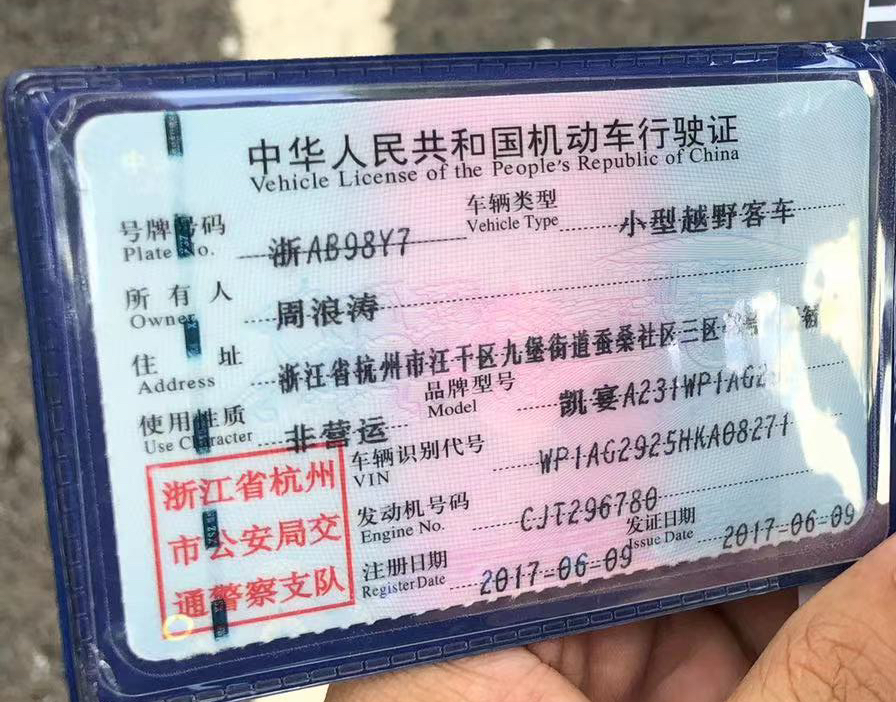 中华人民共和国机动车行驶证
Vehicle License of the People's Republic of China
号牌号码 浙AB98Y7 车辆类型 小型越野客车
Plate No. Vehicle Type
所有人 周浪涛
Owner
住址 浙江省杭州市江干区九堡街道蚕桑社区三区
Address
使用性质 非营运 品牌型号 凯宴A231WP1AG2
Use Character Model
车辆识别代号 WP1AG2925HKA08271
VIN
发动机号码 CJT296780
Engine No.
注册日期 2017-06-09 发证日期 2017-06-09
Register Date Issue Date
浙江省杭州
市公安局交
通警察支队